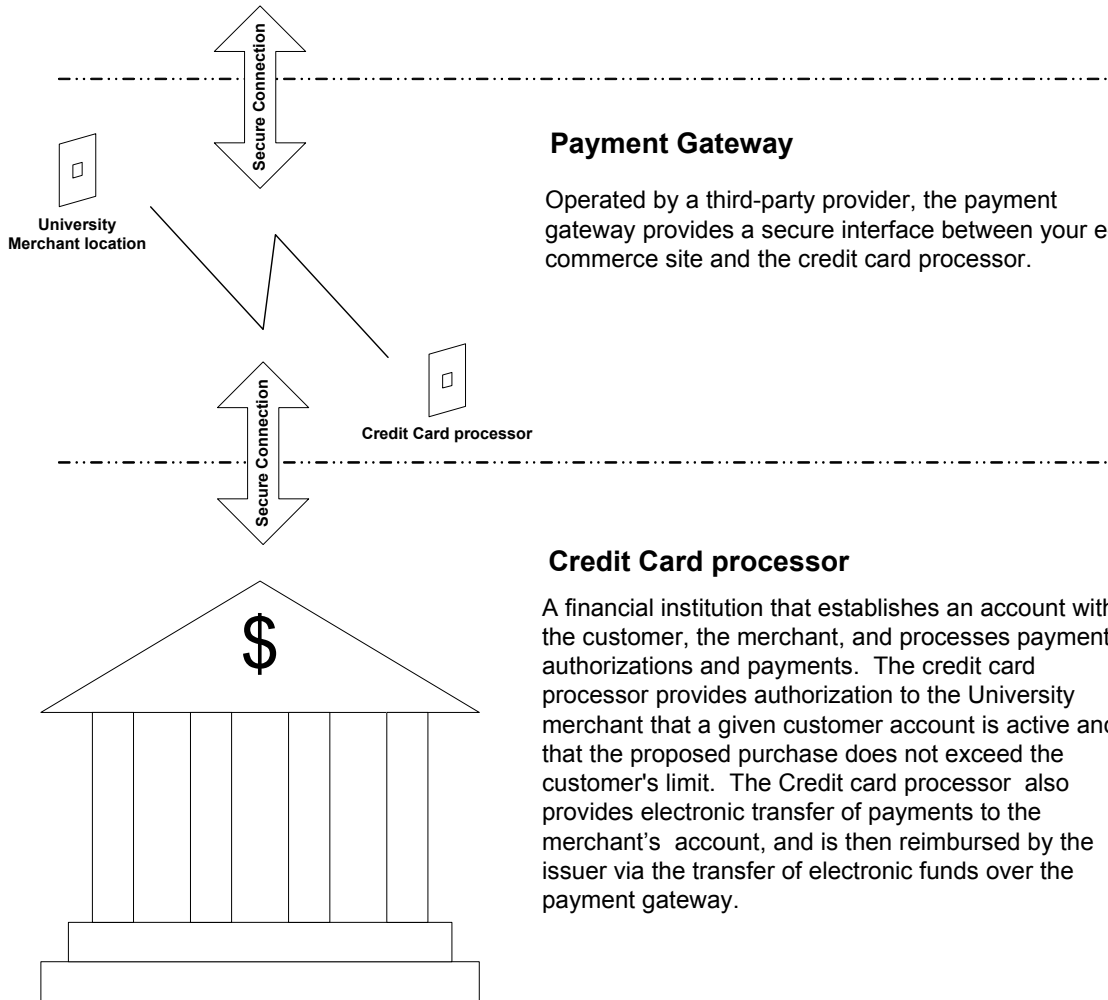 Secure Connection
Payment Gateway
Operated by a third-party provider, the payment
gateway provides a secure interface between your e
commerce site and the credit card processor.
University
Merchant location
Credit Card processor
Secure Connection
Credit Card processor
A financial institution that establishes an account with
the customer, the merchant, and processes payment
authorizations and payments.  The credit card
processor provides authorization to the University
merchant that a given customer account is active and
that the proposed purchase does not exceed the
customer's limit.  The Credit card processor  also
provides electronic transfer of payments to the
merchant’s  account, and is then reimbursed by the
issuer via the transfer of electronic funds over the
payment gateway.
$